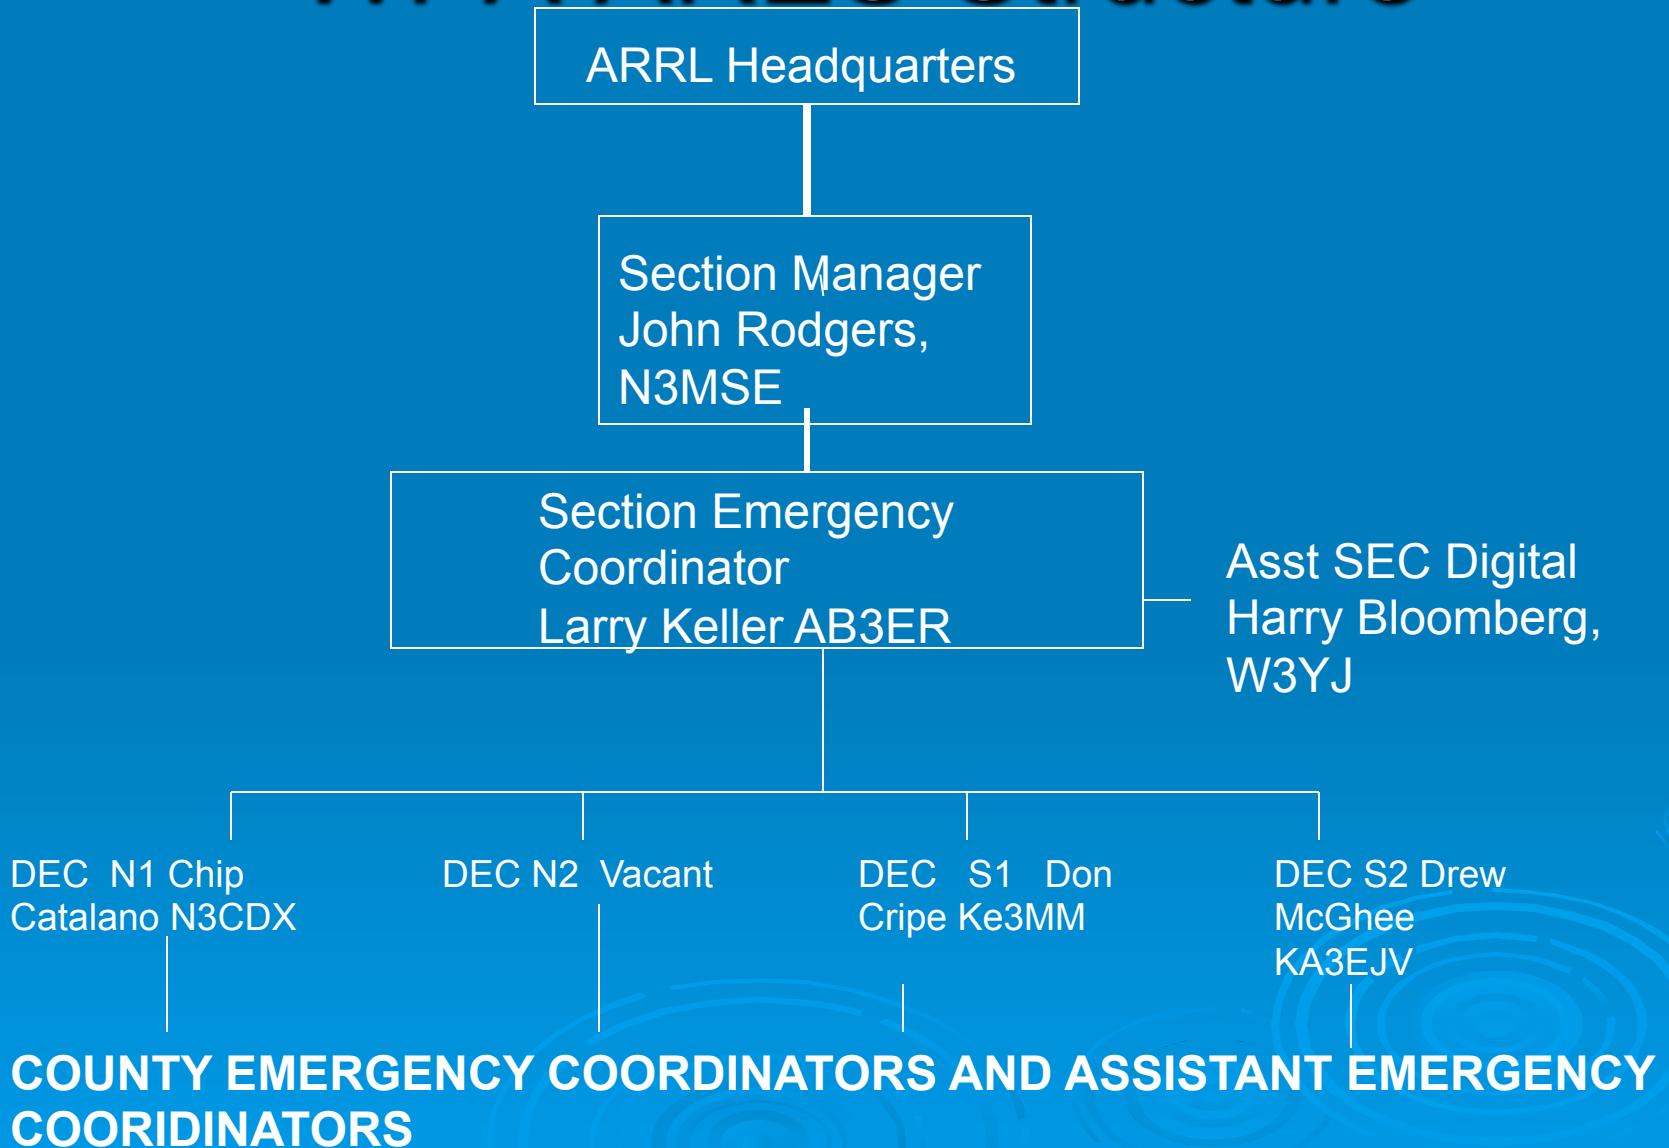 ARES Structure
ARRL Headquarters
Section Manager
John Rodgers,
N3MSE
Section Emergency
Coordinator
Larry Keller AB3ER
Asst SEC Digital
Harry Bloomberg,
W3YJ
DEC N1 Chip
Catalano N3CDX
DEC N2 Vacant
DEC S1 Don
Cripe Ke3MM
DEC S2 Drew
McGhee
KA3EJV
COUNTY EMERGENCY COORDINATORS AND ASSISTANT EMERGENCY
COORIDINATORS